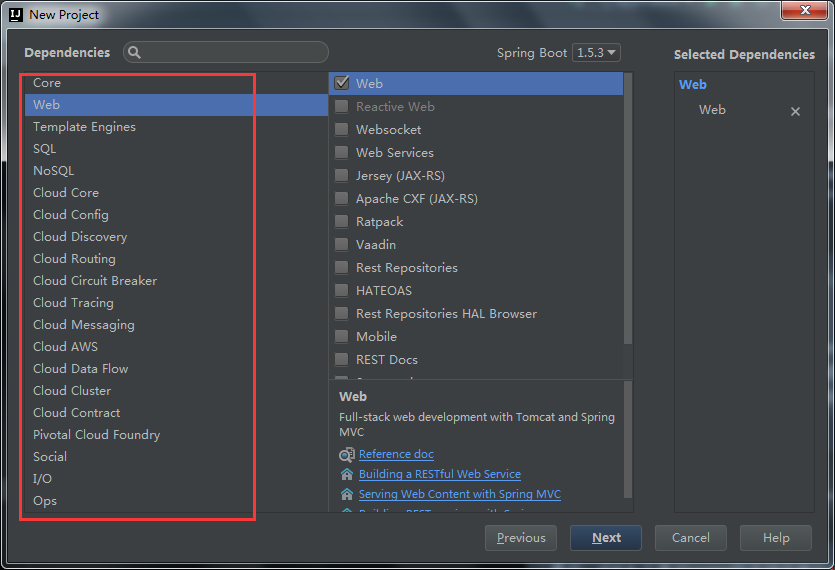 IJ New Project
Dependencies
Spring Boot 1.5.3
Selected Dependencies
Core
Web
Template Engines
SQL
NoSQL
Cloud Core
Cloud Config
Cloud Discovery
Cloud Routing
Cloud Circuit Breaker
Cloud Tracing
Cloud Messaging
Cloud AWS
Cloud Data Flow
Cloud Cluster
Cloud Contract
Pivotal Cloud Foundry
Social
I/O
Ops
Web
Reactive Web
Websocket
Web Services
Jersey (JAX-RS)
Apache CXF (JAX-RS)
Ratpack
Vaadin
Rest Repositories
HATEOAS
Rest Repositories HAL Browser
Mobile
REST Docs
Web
Full-stack web development with Tomcat and Spring
MVC
Reference doc
Building a RESTful Web Service
Serving Web Content with Spring MVC
Web
Web
Previous
Next
Cancel
Help